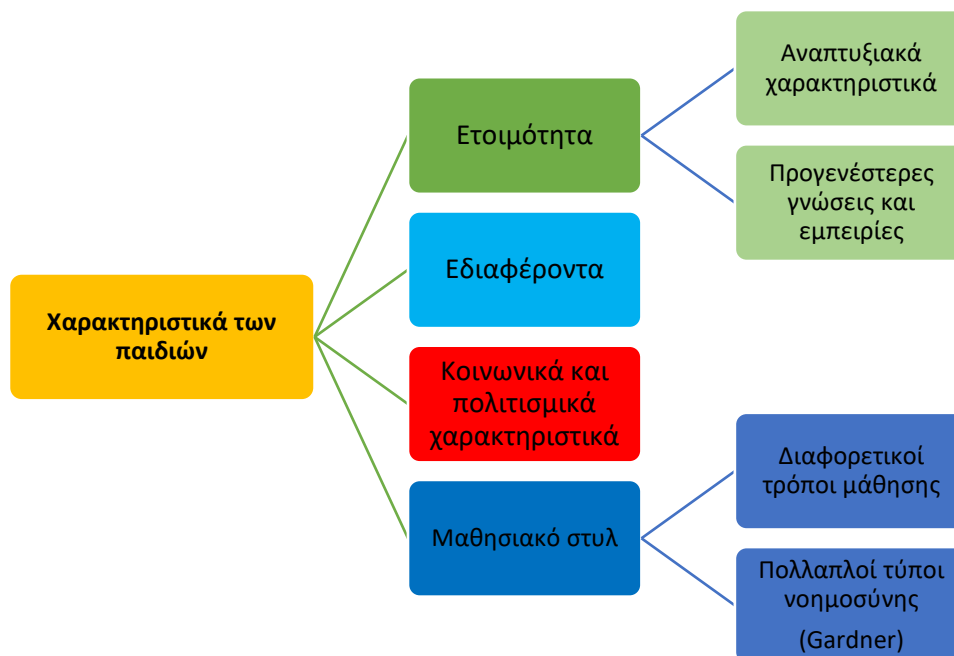 Χαρακτηριστικά των
παιδιών
Ετοιμότητα
Αναπτυξιακά
χαρακτηριστικά
Προγενέστερες
γνώσεις και
εμπειρίες
Εδιαφέροντα
Κοινωνικά και
πολιτισμικά
χαρακτηριστικά
Μαθησιακό στυλ
Διαφορετικοί
τρόποι μάθησης
Πολλαπλοί τύποι
νοημοσύνης
(Gardner)